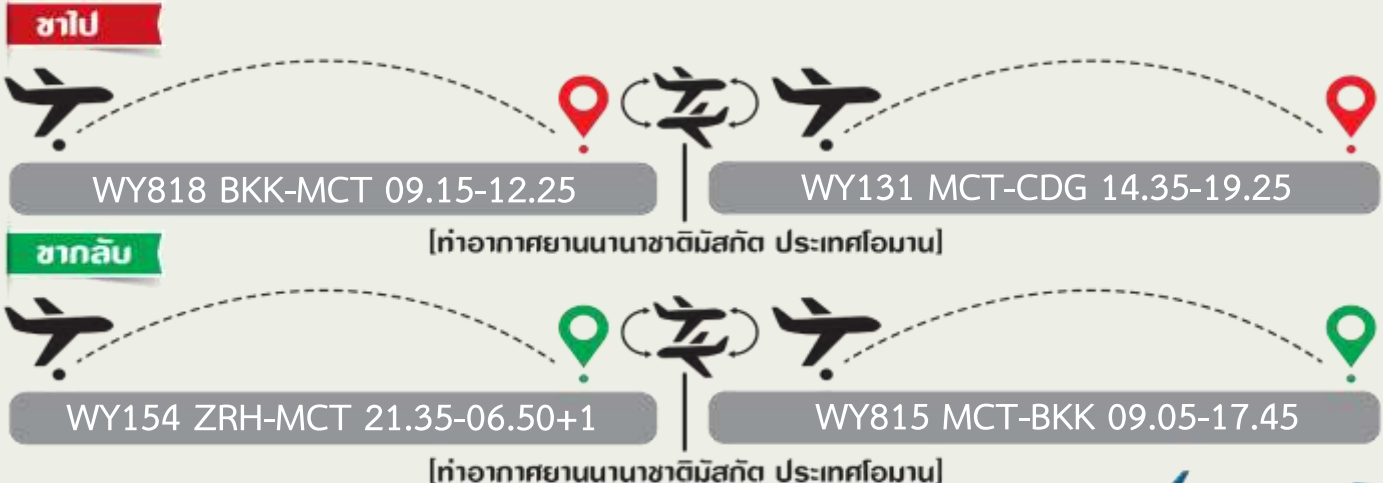 ขาไป
WY818 BKK-MCT 09.15-12.25
WY131 MCT-CDG 14.35-19.25
[ท่าอากาศยานนานาชาติมัสกัต ประเทศโอมาน]
ขากลับ
WY154 ZRH-MCT 21.35-06.50+1
WY815 MCT-BKK 09.05-17.45
[ท่าอากาศยานนานาชาติมัสกัต ประเทศโอมาน]